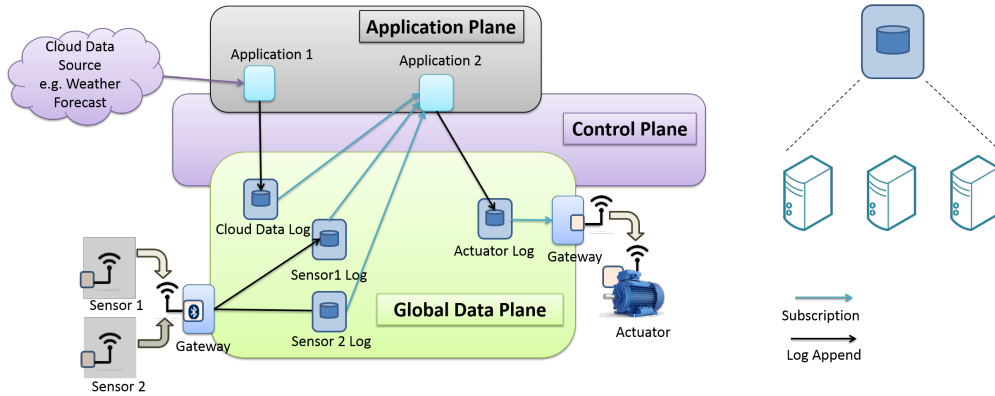 Application Plane
Cloud Data
Source
e.g. Weather
Forecast
Application 1
Application 2
Control Plane
Cloud Data Log
Actuator Log
Gateway
Sensor1 Log
Sensor 1
Global Data Plane
Gateway
Sensor 2 Log
Actuator
Sensor 2
Subscription
Log Append